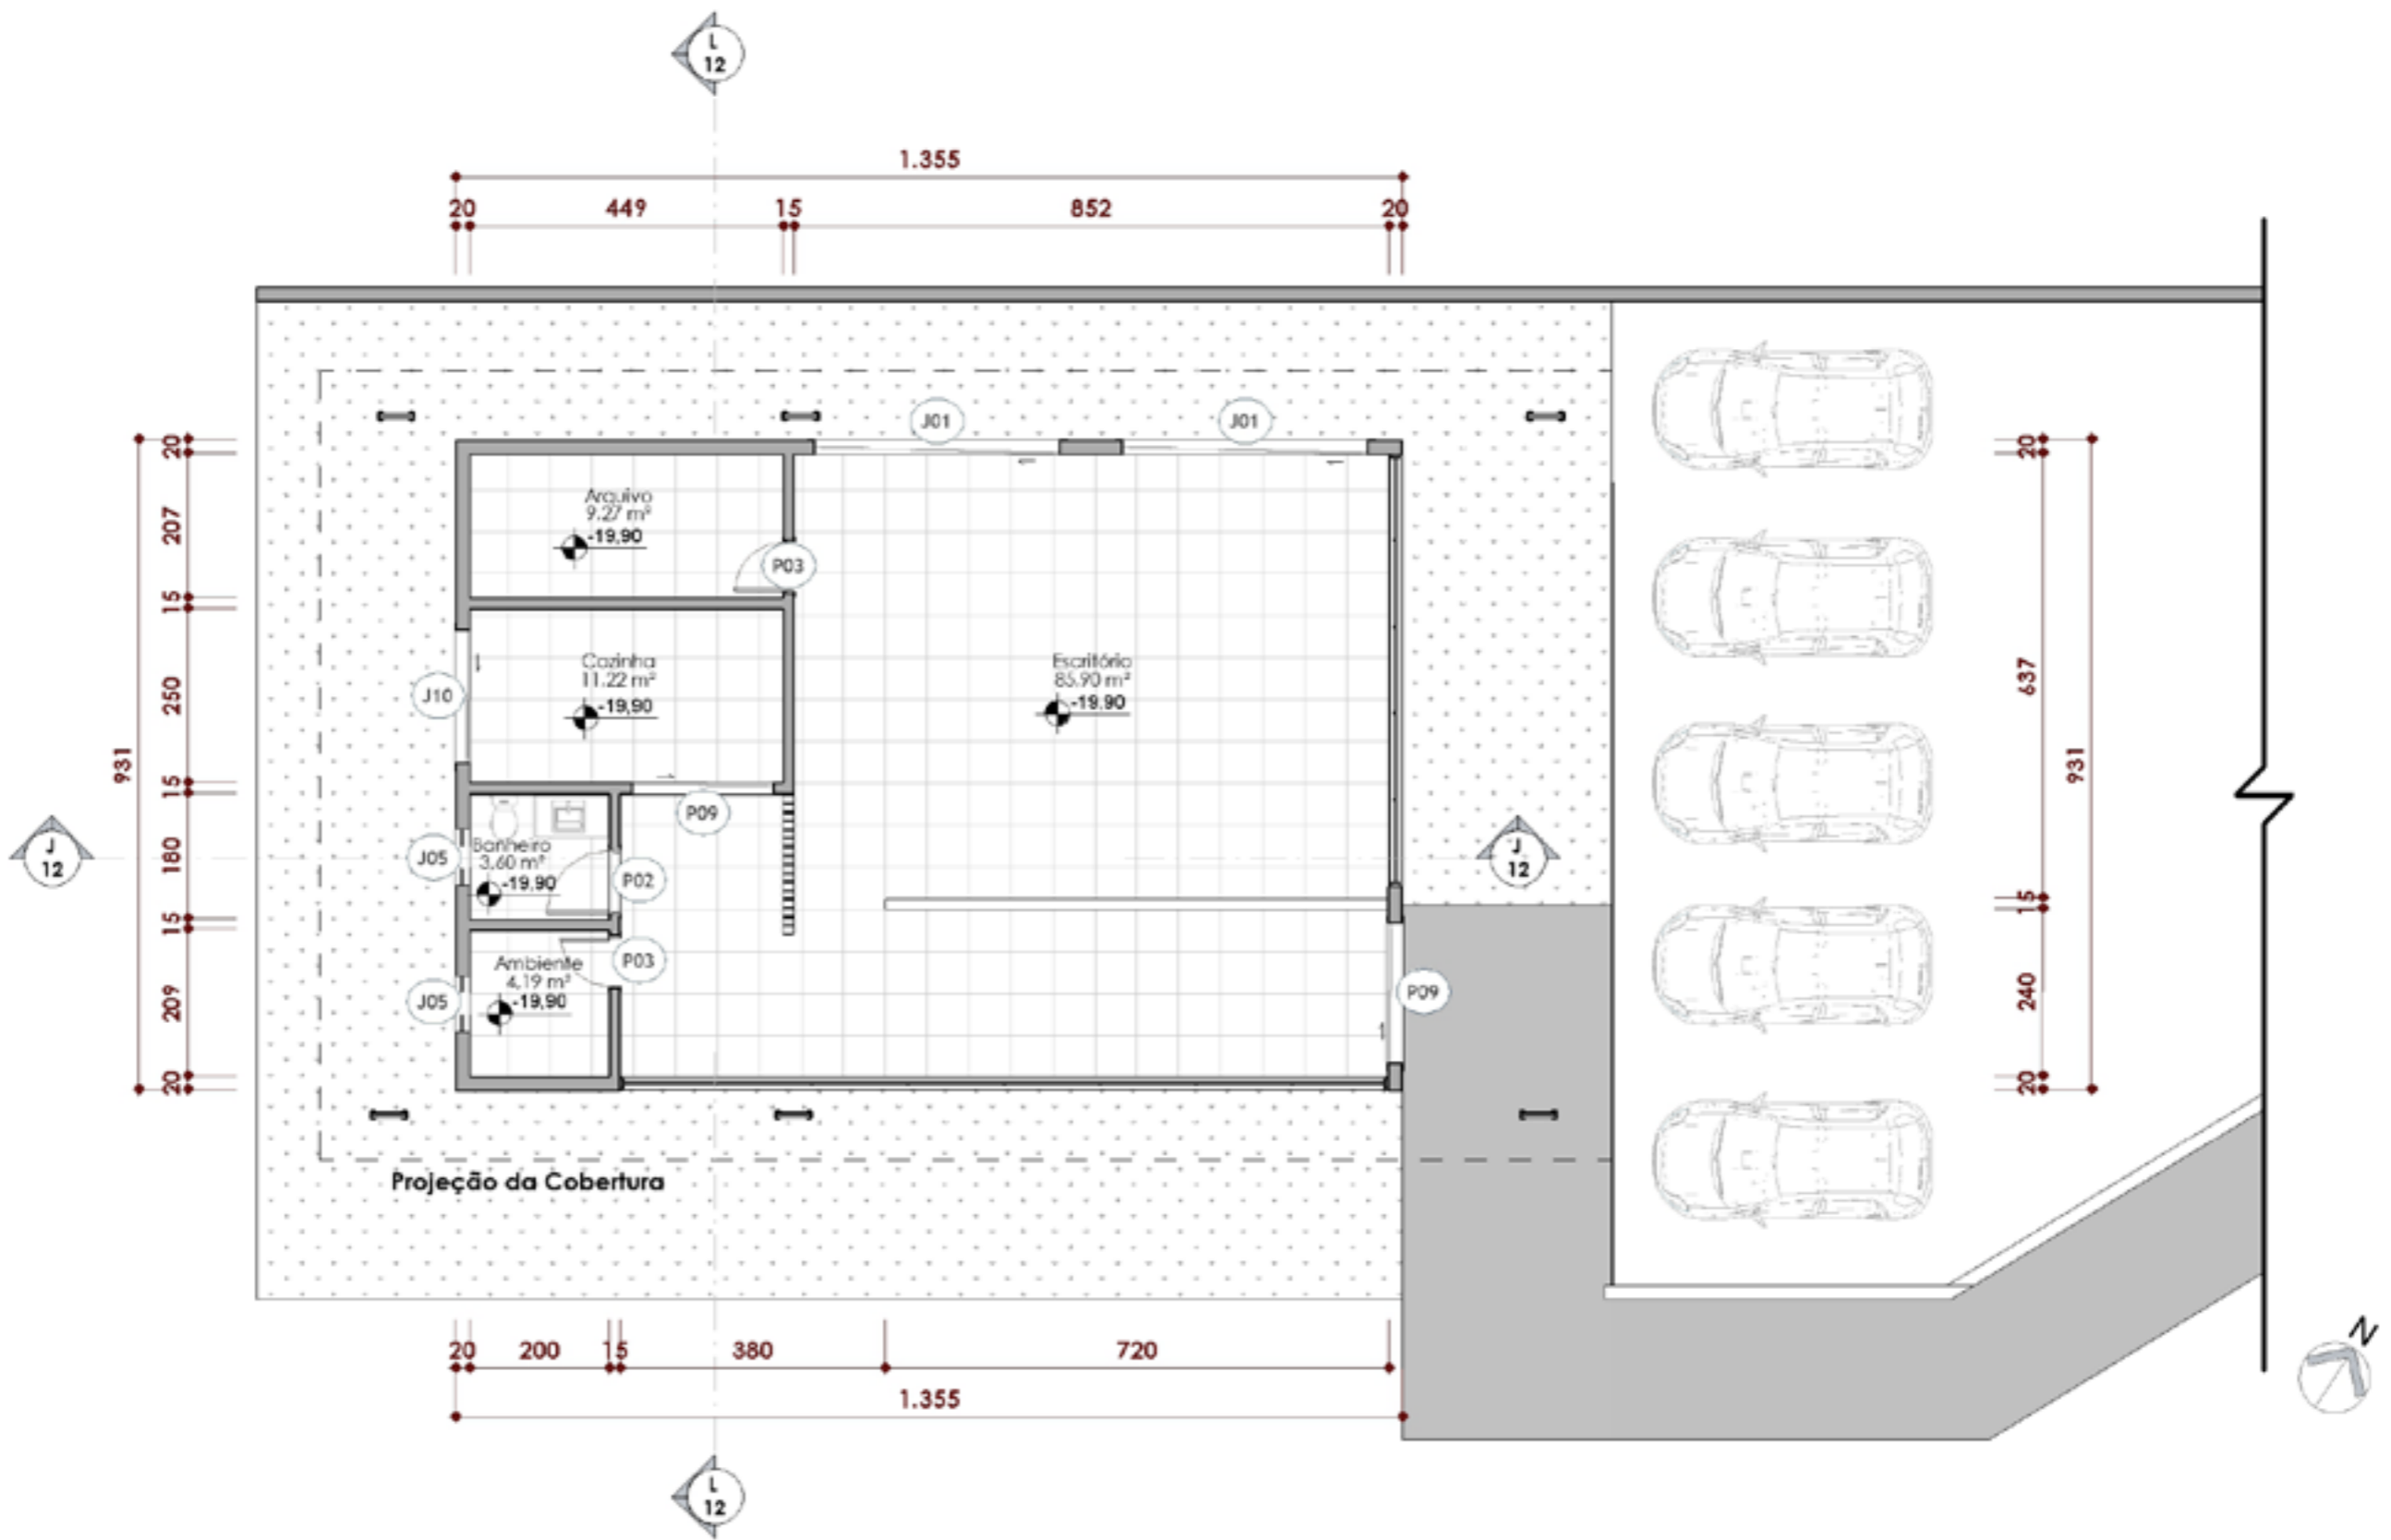 L
12
1.355
20 449 15 852 20
J01 J01
20
207
15
250
15
180
15
209
20
931
Arquivo
9.27 m²
-19,90
P03
Cozinha
11.22 m²
-19,90
J10
P09
Escritório
85.90 m²
-19.90
Banheiro
3,60 m²
-19,90
J05
P02
J
12
J
12
Ambiente
4,19 m²
-19,90
J05
P03
P09
20
637
15
240
20
931
Projeção da Cobertura
20 200 15 380 720
1.355
L
12
N